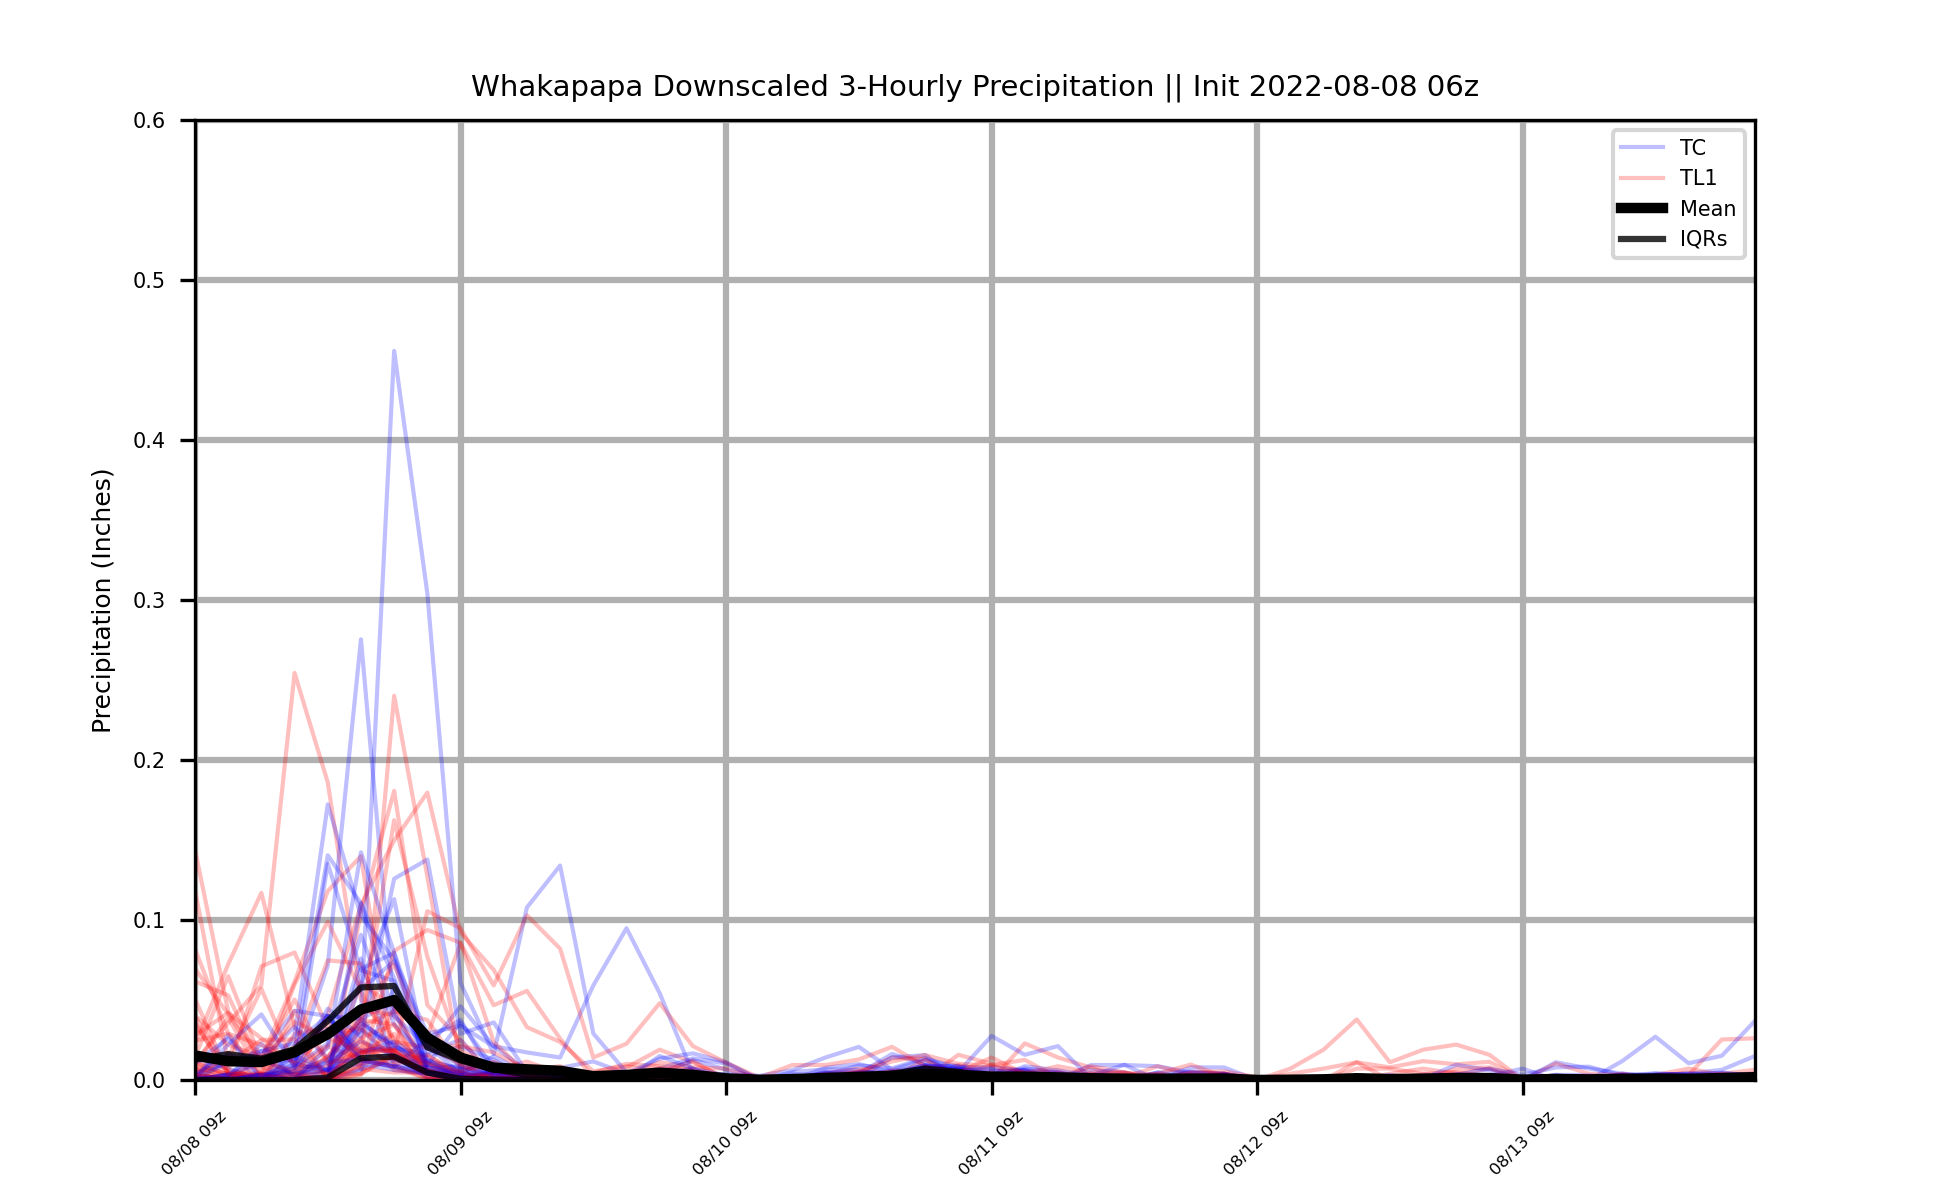 Whakapapa Downscaled 3-Hourly Precipitation || Init 2022-08-08 06z
TC
TL1
Mean
IQRs
Precipitation (Inches)
0.6
0.5
0.4
0.3
0.2
0.1
0.0
08/08 09z
08/09 09z
08/10 09z
08/11 09z
08/12 09z
08/13 09z